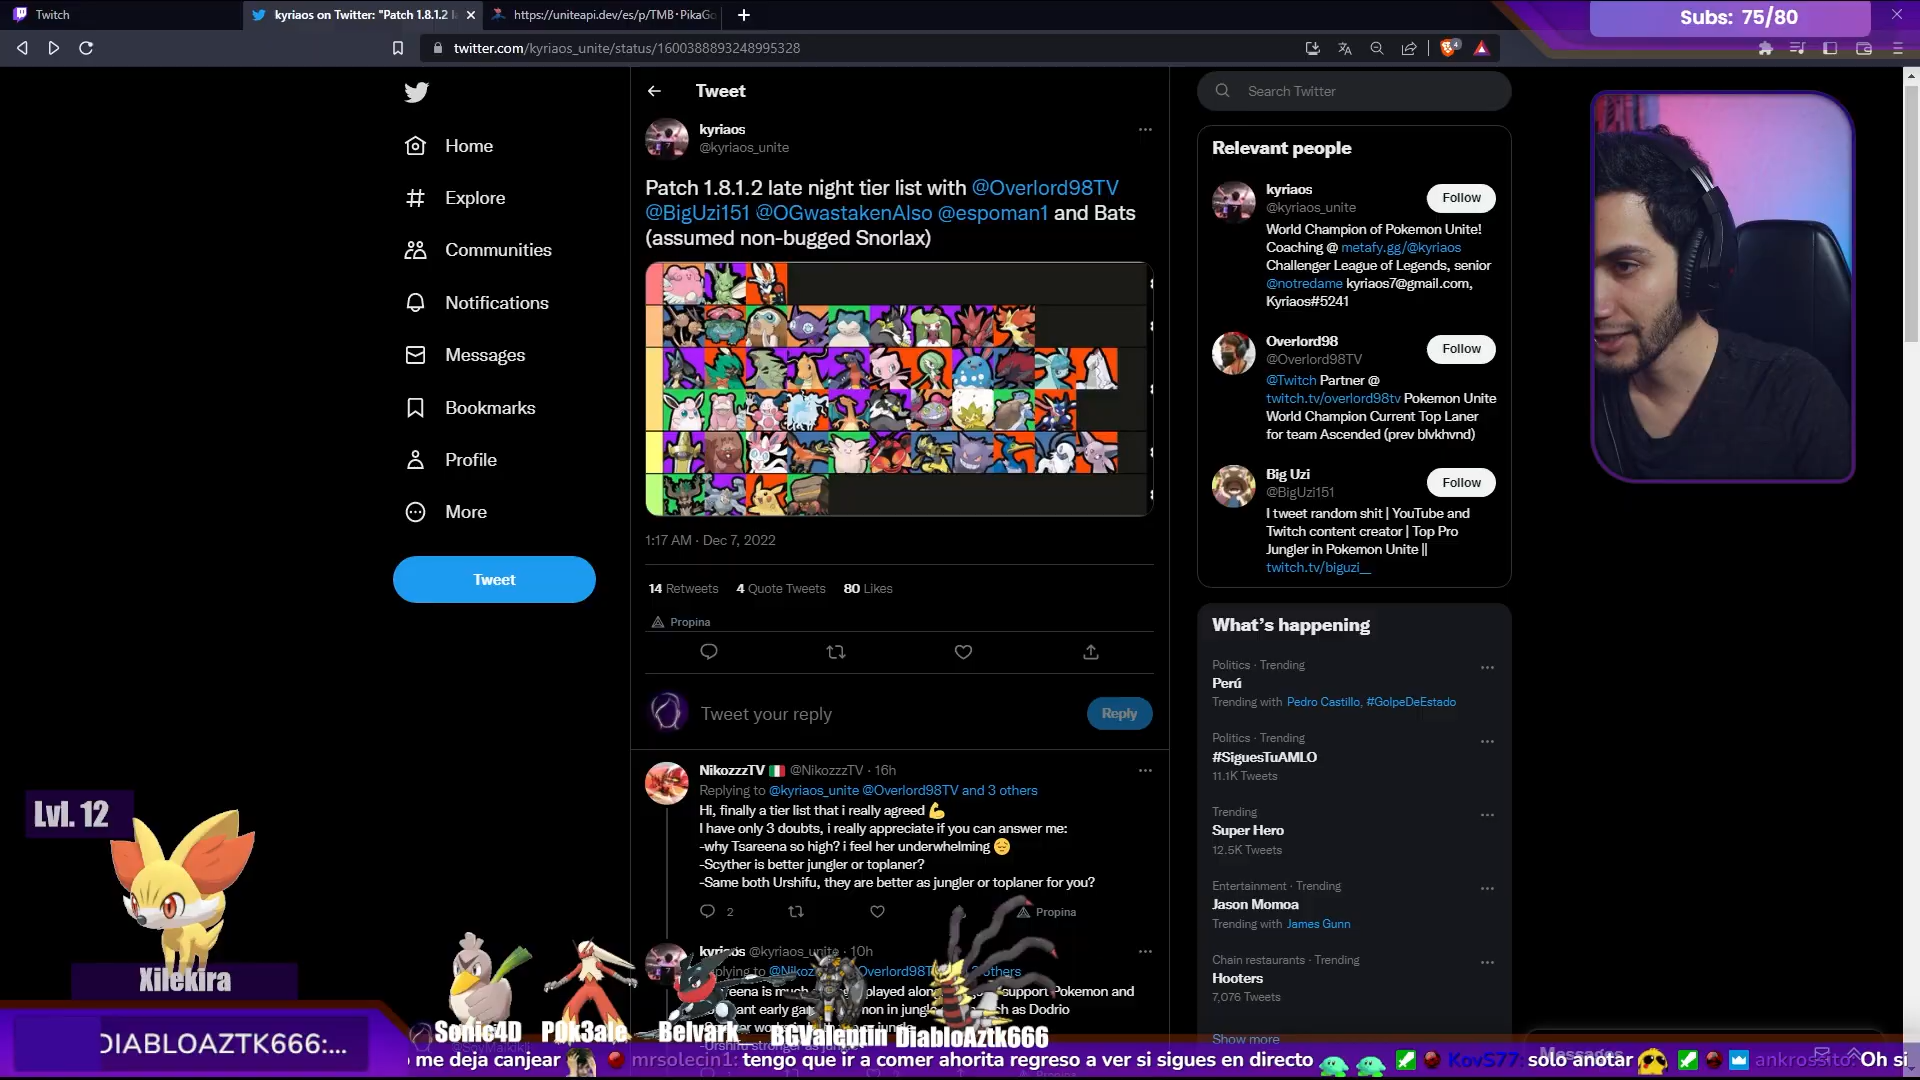 Twitch
kyriaos on Twitter: "Patch 1.8.1.2 l
https://uniteapi.dev/es/p/TMB·PikaGo
Subs: 75/80
twitter.com/kyriaos_unite/status/1600388893248995328
Home
Explore
Communities
Notifications
Messages
Bookmarks
Profile
More
Tweet
Tweet
kyriaos
@kyriaos_unite
Patch 1.8.1.2 late night tier list with @Overlord98TV
@BigUzi151 @OGwastakenAlso @espoman1 and Bats
(assumed non-bugged Snorlax)
1:17 AM · Dec 7, 2022
14 Retweets 4 Quote Tweets 80 Likes
Propina
Tweet your reply
Reply
NikozzzTV @NikozzzTV · 16h
Replying to @kyriaos_unite @Overlord98TV and 3 others
Hi, finally a tier list that i really agreed
I have only 3 doubts, i really appreciate if you can answer me:
-why Tsareena so high? i feel her underwhelming
-Scyther is better jungler or toplaner?
-Same both Urshifu, they are better as jungler or toplaner for you?
2
Propina
@kyriaos_unite · 10h
Search Twitter
Relevant people
kyriaos
@kyriaos_unite
Follow
World Champion of Pokemon Unite!
Coaching @ metafy.gg/@kyriaos
Challenger League of Legends, senior
@notredame kyriaos7@gmail.com,
Kyriaos#5241
Overlord98
@Overlord98TV
Follow
@Twitch Partner @
twitch.tv/overlord98tv Pokemon Unite
World Champion Current Top Laner
for team Ascended (prev blvkhvnd)
Big Uzi
@BigUzi151
Follow
I tweet random shit | YouTube and
Twitch content creator | Top Pro
Jungler in Pokemon Unite ||
twitch.tv/biguzi__
What's happening
Politics · Trending
Perú
Trending with Pedro Castillo, #GolpeDeEstado
Politics · Trending
#SiguesTuAMLO
11.1K Tweets
Trending
Super Hero
12.5K Tweets
Entertainment · Trending
Jason Momoa
Trending with James Gunn
Chain restaurants · Trending
Hooters
7,076 Tweets
Show more
Messages
Lvl. 12
Xilekira
DIABLOAZTK666:...
Sonic4D
P0k3ale
Belvark
BGValentin
DiabloAztk666
me deja canjear mrsolecin1: tengo que ir a comer ahorita regreso a ver si sigues en directo KovS77: solo anotar ankrossito: Oh si